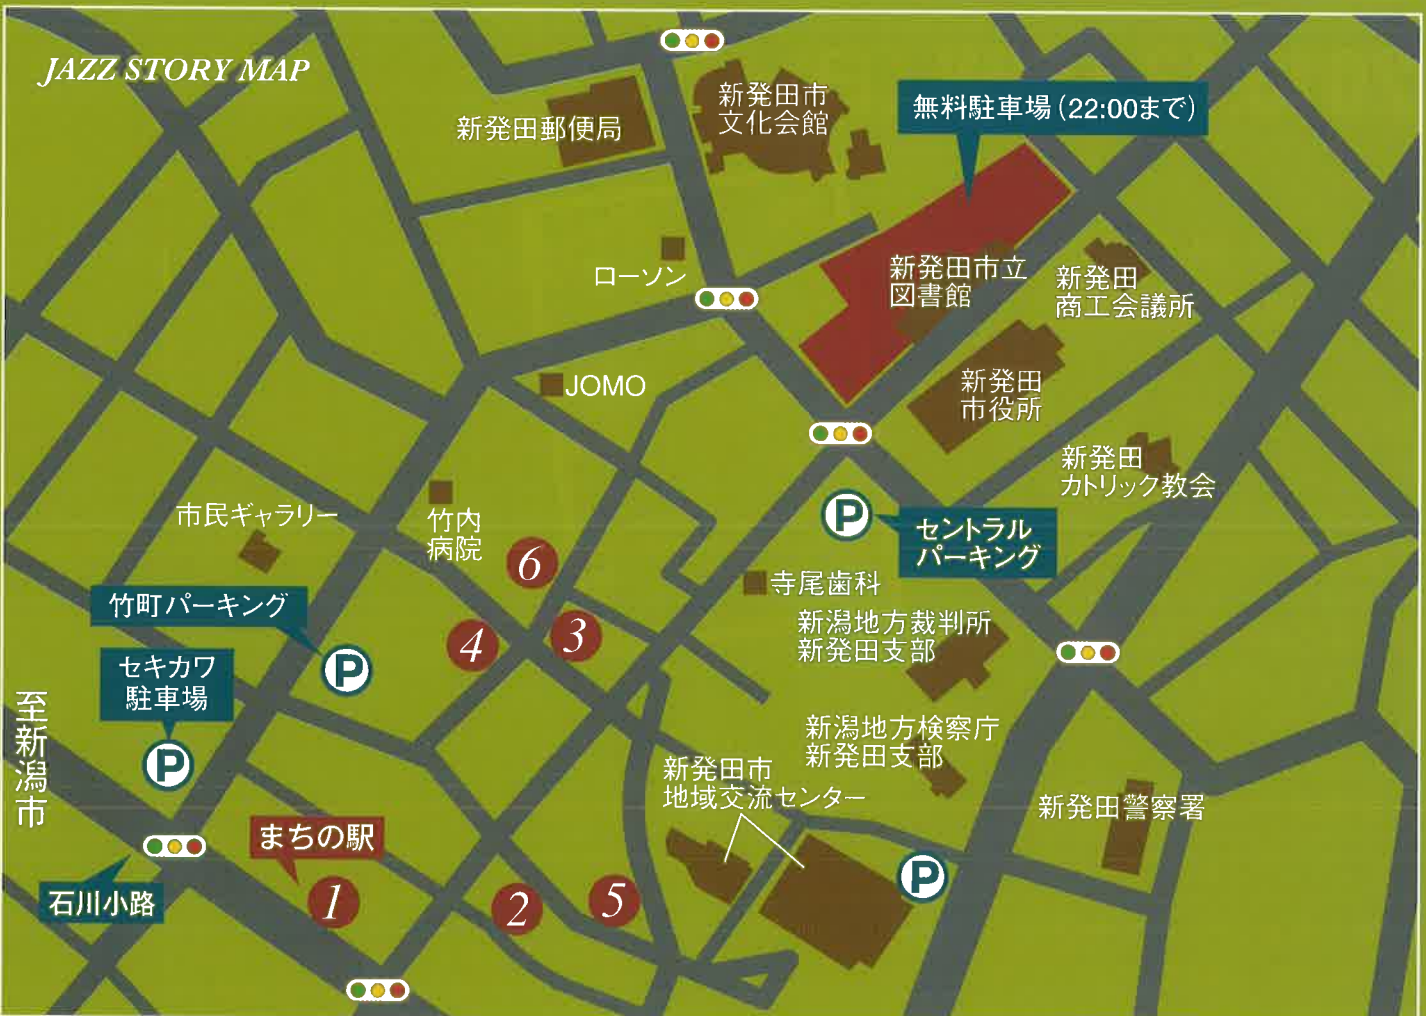 JAZZ STORY MAP
新発田郵便局
新発田市
文化会館
無料駐車場(22:00まで)
ローソン
新発田市立
図書館
新発田
商工会議所
JOMO
新発田
市役所
新発田
カトリック教会
市民ギャラリー
竹内
病院
P
セントラル
パーキング
6
寺尾歯科
竹町パーキング
3
4
新潟地方裁判所
新発田支部
セキカワ
駐車場
P
至新潟市
P
新潟地方検察庁
新発田支部
新発田市
地域交流センター
新発田警察署
まちの駅
石川小路
1
2
5
P